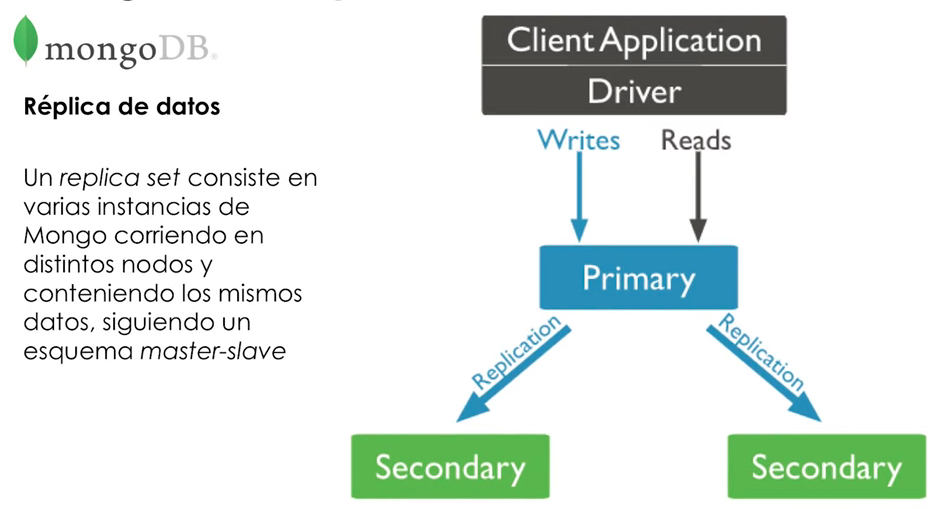 mongoDB®
Réplica de datos
Un replica set consiste en
varias instancias de
Mongo corriendo en
distintos nodos y
conteniendo los mismos
datos, siguiendo un
esquema master-slave
Client Application
Driver
Writes
Reads
Primary
Replication
Replication
Secondary
Secondary